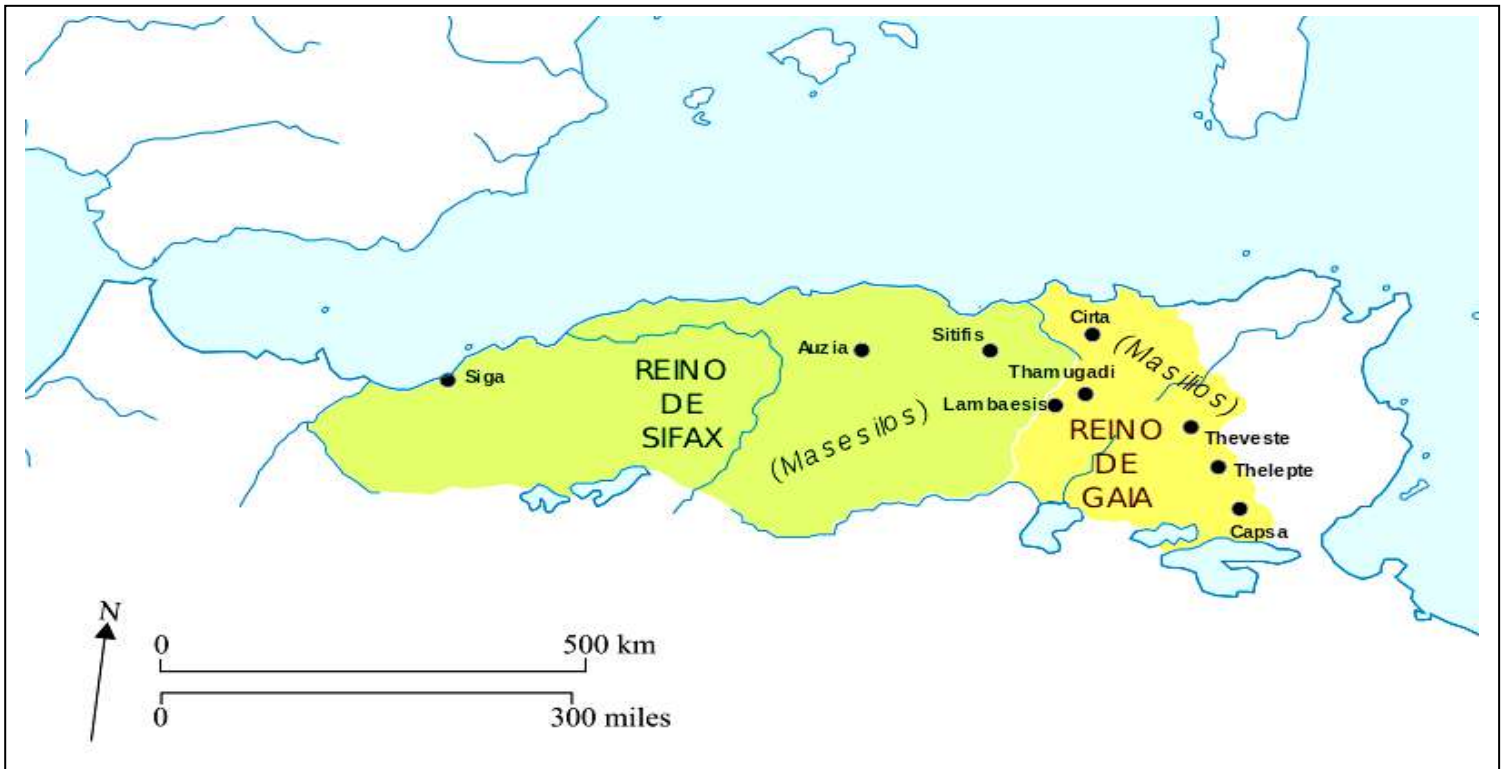 Cirta
Sitifis
Auzia
(Masilios)
Siga
REINO
DE
SIFAX
Thamugadi
Lambaesis
(Masesilos)
REINO
DE
GAIA
Theveste
Thelepte
Capsa
N
0
500 km
0
300 miles